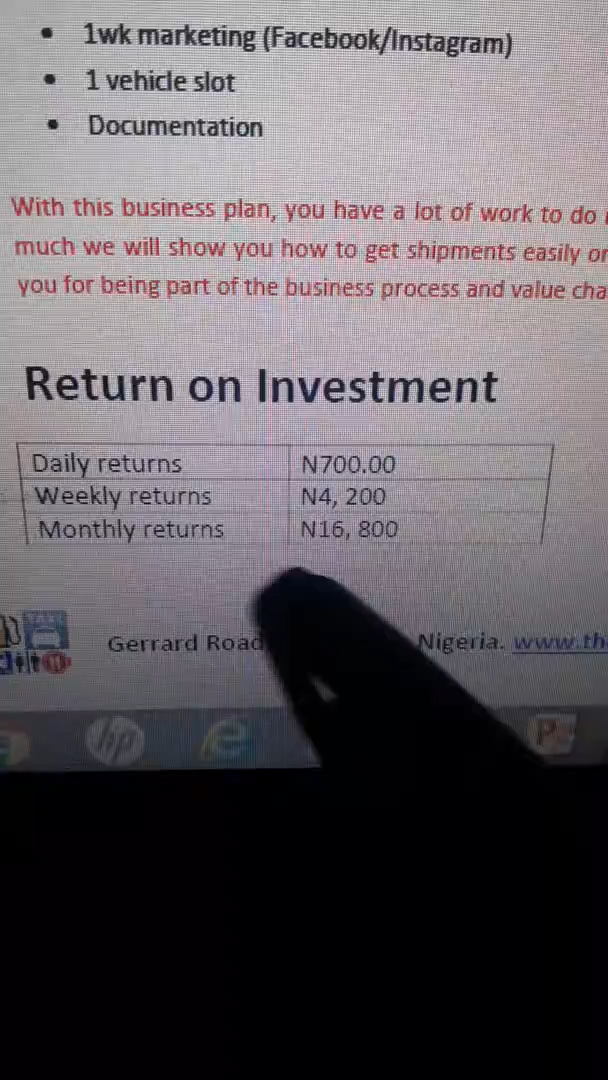 1wk marketing (Facebook/Instagram)
1 vehicle slot
Documentation
With this business plan, you have a lot of work to do
much we will show you how to get shipments easily or
you for being part of the business process and value cha
Return on Investment
Daily returns N700.00
Weekly returns N4, 200
Monthly returns N16, 800
Gerrard Road Nigeria. www.th
hp